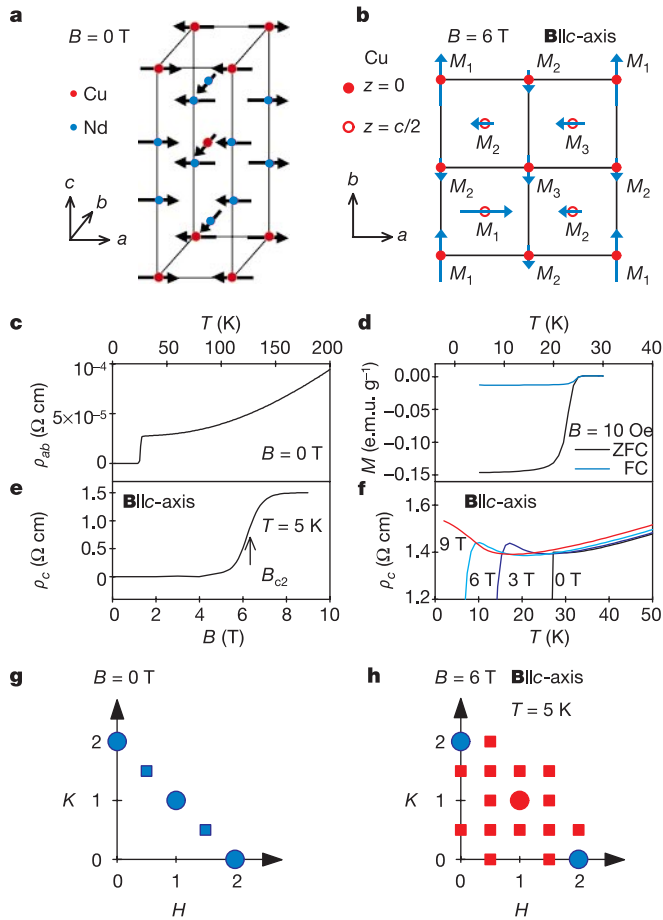 a
B = 0 T
Cu
Nd
c
b
a
b
B = 6 T B||c-axis
Cu
z = 0
z = c/2
b
a
M1 M2 M1
M2 M3
M2 M3 M2
M1 M2
M1 M2 M1
c
T (K)
0 50 100 150 200
10⁻⁴
5×10⁻⁵
0
ρab (Ω cm)
B = 0 T
d
T (K)
0 10 20 30 40
0.00
−0.05
−0.10
−0.15
M (e.m.u. g⁻¹)
B = 10 Oe
ZFC
FC
e
B||c-axis
1.5
1.0
0.5
0.0
ρc (Ω cm)
T = 5 K
Bc2
0 2 4 6 8 10
B (T)
f
B||c-axis
1.6
1.4
1.2
ρc (Ω cm)
9 T
6 T
3 T
0 T
0 10 20 30 40 50
T (K)
g
B = 0 T
2
K 1
0
0 1 2
H
h
B = 6 T B||c-axis
T = 5 K
2
K 1
0
0 1 2
H